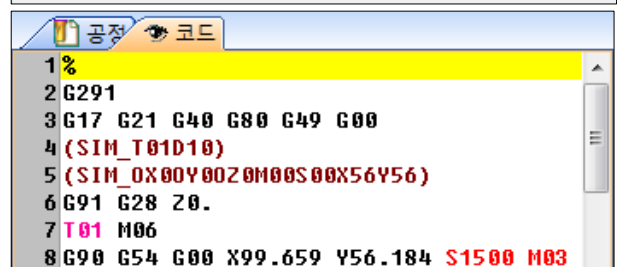 공정 코드
1 %
2 G291
3 G17 G21 G40 G80 G49 G00
4 (SIM_T01D10)
5 (SIM_OX00Y00Z0M00S00X56Y56)
6 G91 G28 Z0.
7 T01 M06
8 G90 G54 G00 X99.659 Y56.184 S1500 M03